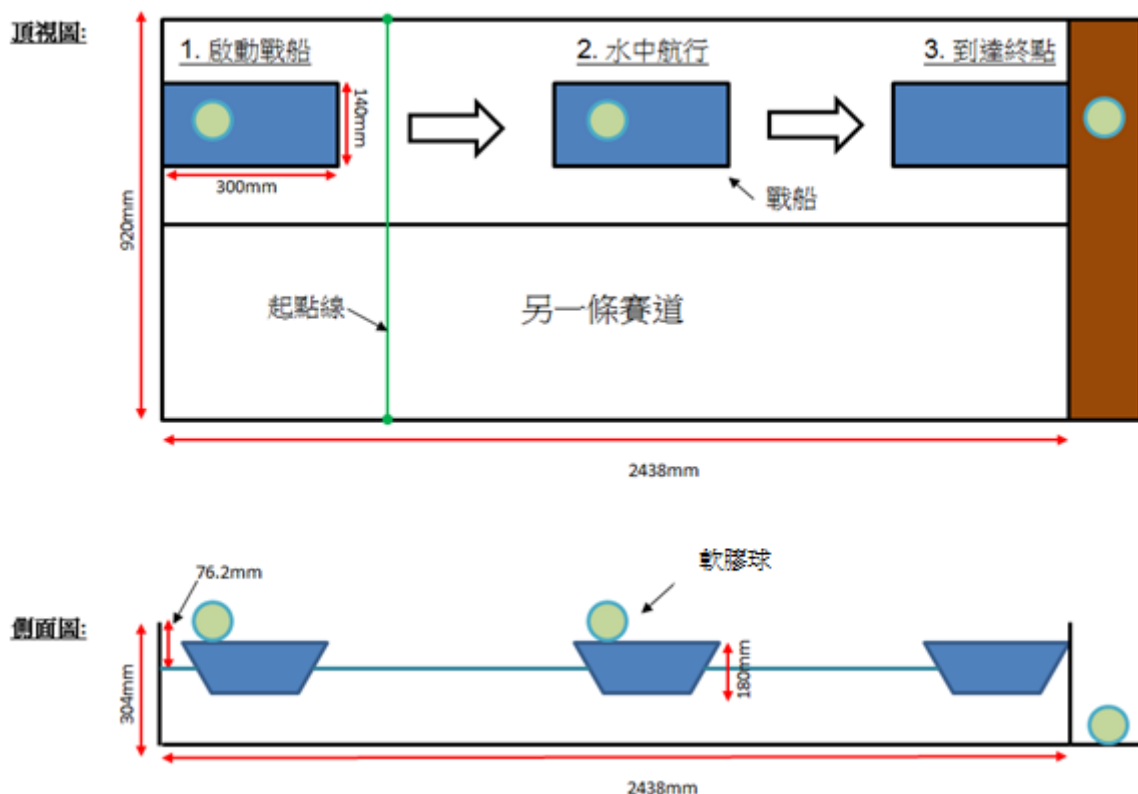 頂視圖:
1. 啟動戰船
2. 水中航行
3. 到達終點
140mm
300mm
戰船
920mm
起點線
另一條賽道
2438mm
軟膠球
76.2mm
側面圖:
304mm
180mm
2438mm